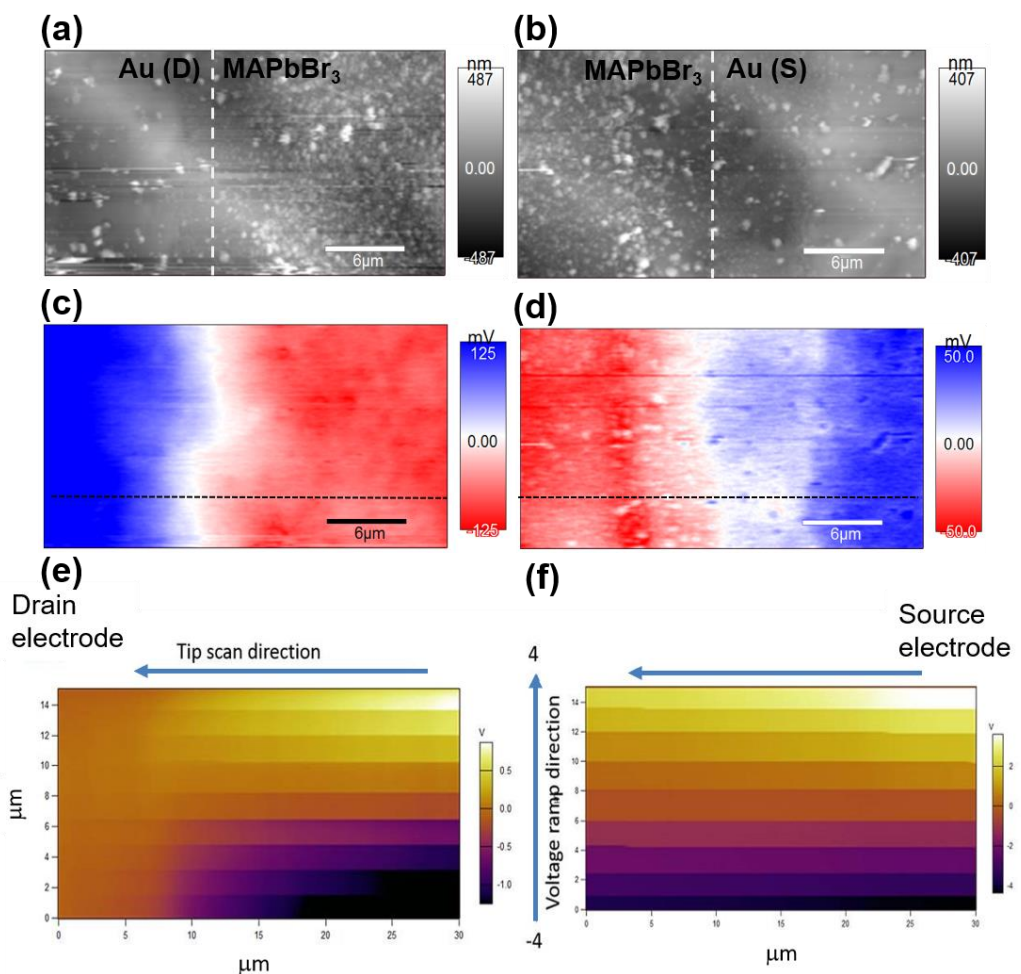 (a)
Au (D) MAPbBr₃
6μm
nm
487
0.00
-487
(b)
MAPbBr₃ Au (S)
6μm
nm
407
0.00
-407
(c)
6μm
mV
125
0.00
-125
(d)
6μm
mV
50.0
0.00
-50.0
(e)
Drain
electrode
Tip scan direction
μm
14
12
10
8
6
4
2
0
0 5 10 15 20 25 30
μm
V
0.5
0.0
-0.5
-1.0
(f)
Source
electrode
4
Voltage ramp direction
-4
14
12
10
8
6
4
2
0
0 5 10 15 20 25 30
μm
V
2
0
-2
-4